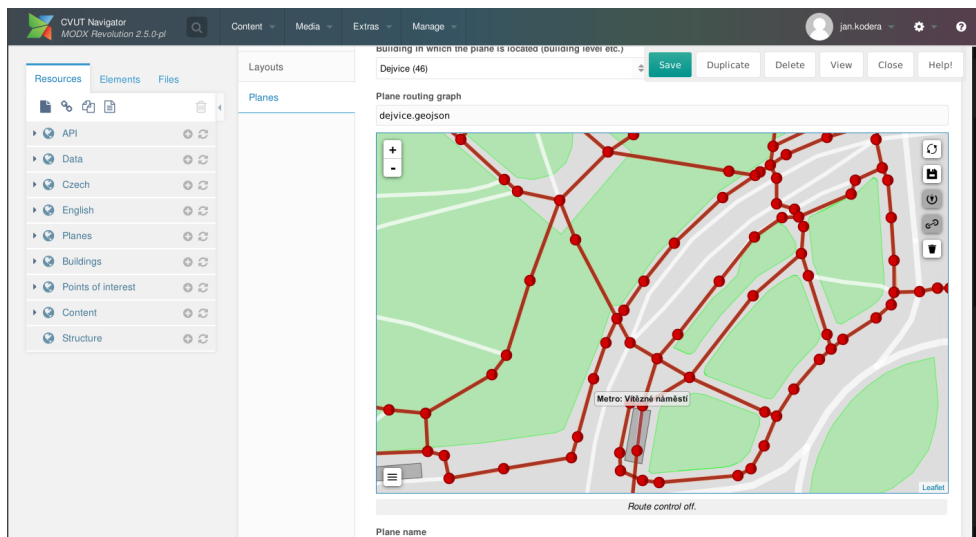 CVUT Navigator
MODX Revolution 2.5.0-pl
Content
Media
Extras
Manage
jan.kodera
Resources
Elements
Files
API
Data
Czech
English
Planes
Buildings
Points of interest
Content
Structure
Layouts
Planes
Building in which the plane is located (building level etc.)
Dejvice (46)
Save
Duplicate
Delete
View
Close
Help!
Plane routing graph
dejvice.geojson
+
-
Metro: Vítězné náměstí
Leaflet
Route control off.
Plane name